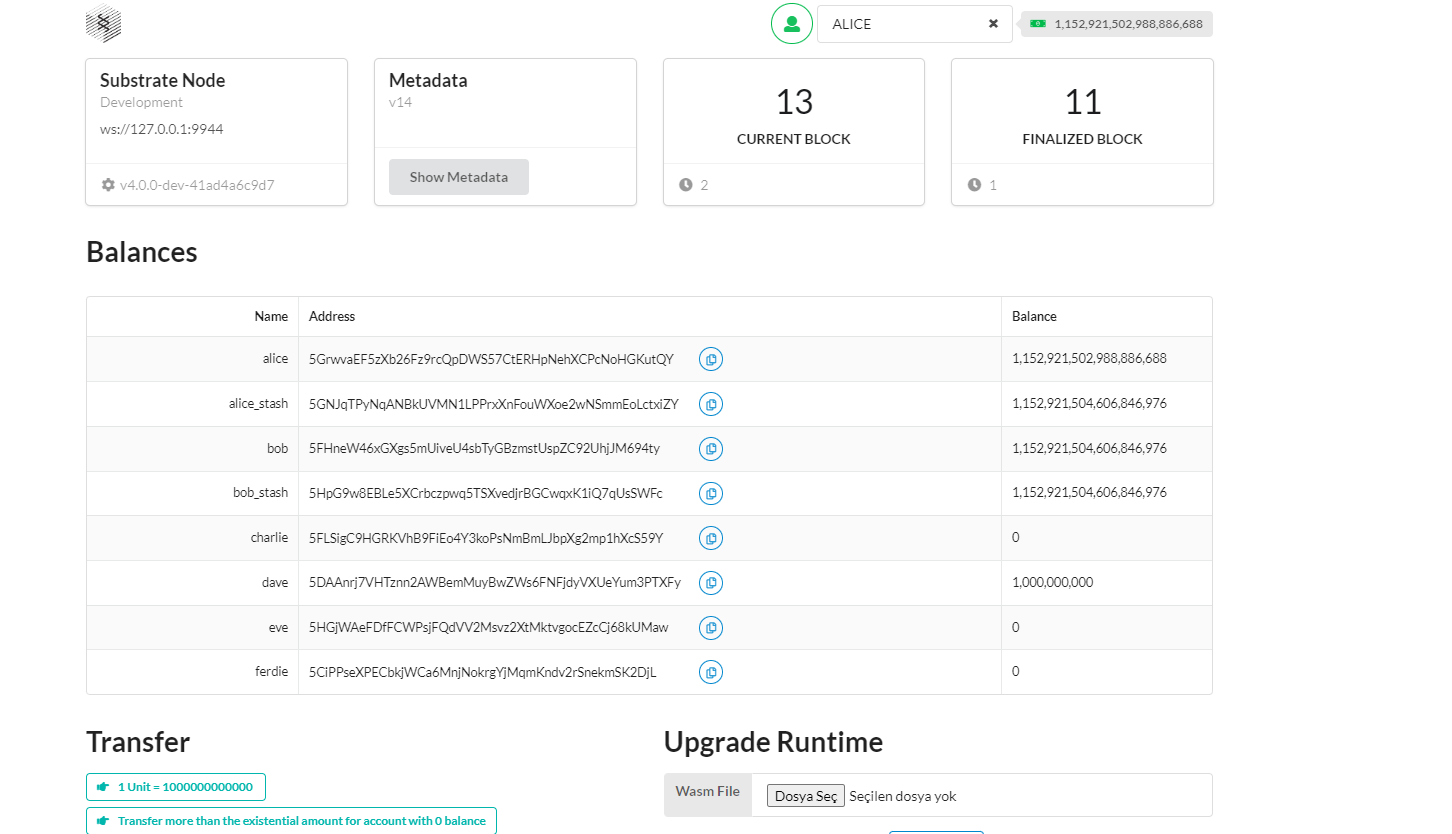 ALICE
1,152,921,502,988,886,688
Substrate Node
Development
ws://127.0.0.1:9944
v4.0.0-dev-41ad4a6c9d7
Metadata
v14
Show Metadata
13
CURRENT BLOCK
2
11
FINALIZED BLOCK
1
Balances
Name Address Balance
alice 5GrwvaEF5zXb26Fz9rcQpDWS57CtERHpNehXCPcNoHGKutQY 1,152,921,502,988,886,688
alice_stash 5GNJqTPyNqANBkUVMN1LPPrxXnFouWXoe2wNSmmEoLctxiZY 1,152,921,504,606,846,976
bob 5FHneW46xGXgs5mUiveU4sbTyGBzmstUspZC92UhjJM694ty 1,152,921,504,606,846,976
bob_stash 5HpG9w8EBLe5XCrbczpwq5TSXvedjrBGCwqxK1iQ7qUsSWFc 1,152,921,504,606,846,976
charlie 5FLSigC9HGRKVhB9FiEo4Y3koPsNmBmLJbpXg2mp1hXcS59Y 0
dave 5DAAnrj7VHTznn2AWBemMuyBwZWs6FNFjdyVXUeYum3PTXFy 1,000,000,000
eve 5HGjWAeFDfFCWPsjFQdVV2Msvz2XtMktvgocEZcCj68kUMaw 0
ferdie 5CiPPseXPECbkjWCa6MnjNokrgYjMqmKndv2rSnekmSK2DjL 0
Transfer
1 Unit = 1000000000000
Transfer more than the existential amount for account with 0 balance
Upgrade Runtime
Wasm File
Dosya Seç Seçilen dosya yok